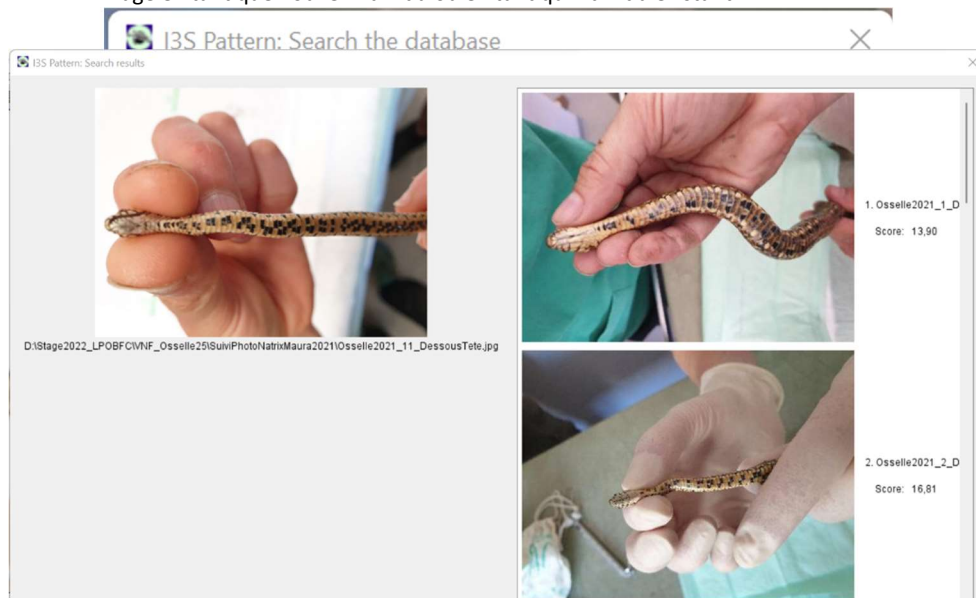 I3S Pattern: Search the database
I3S Pattern: Search results
D:\Stage2022_LPOBFC\VNF_Osselle25\SuiviPhotoNatrixMaura2021\Osselle2021_11_DessousTete.jpg
1. Osselle2021_1_D
Score: 13,90
2. Osselle2021_2_D
Score: 16,81